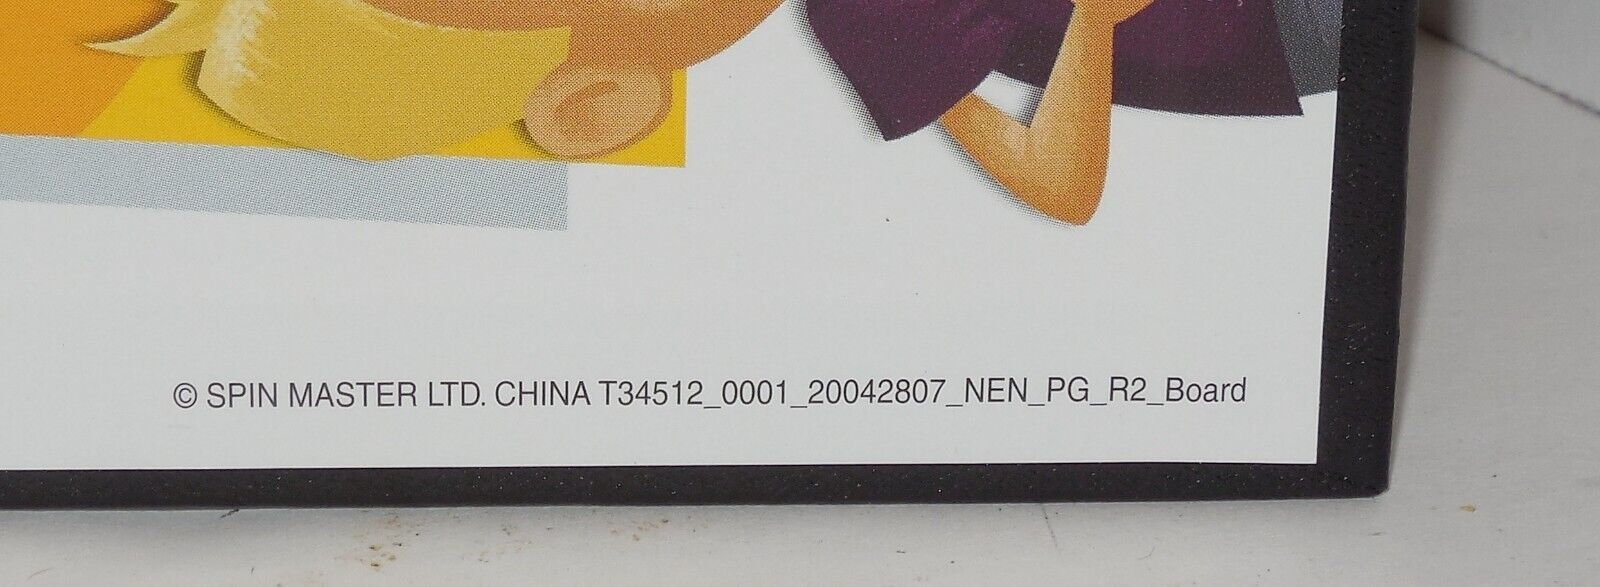 © SPIN MASTER LTD. CHINA T34512_0001_20042807_NEN_PG_R2_Board